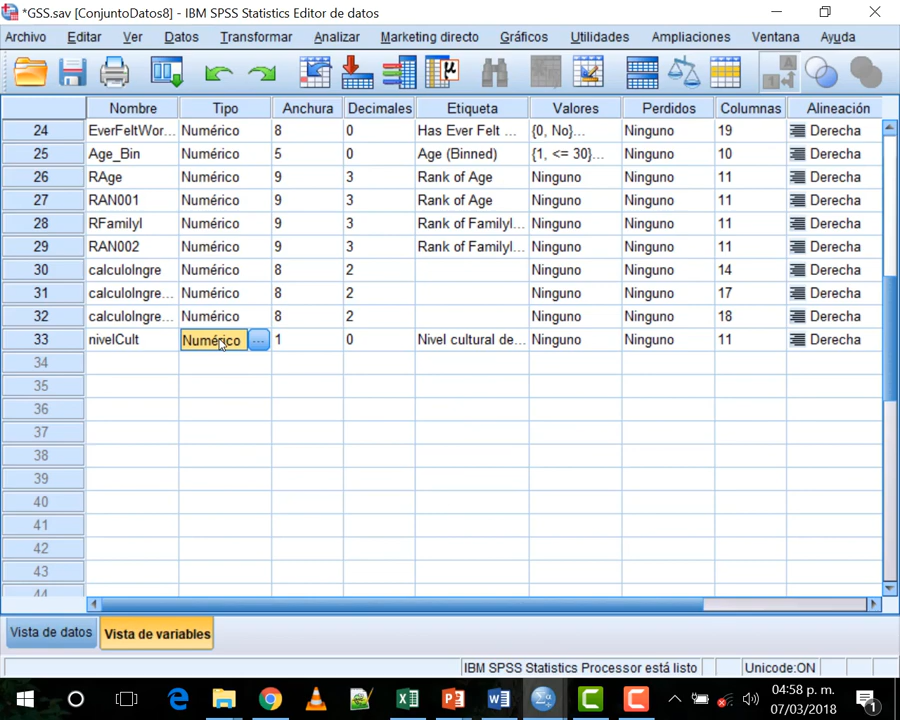 *GSS.sav [ConjuntoDatos8] - IBM SPSS Statistics Editor de datos
Archivo Editar Ver Datos Transformar Analizar Marketing directo Gráficos Utilidades Ampliaciones Ventana Ayuda
Nombre Tipo Anchura Decimales Etiqueta Valores Perdidos Columnas Alineación
24 EverFeltWor... Numérico 8 0 Has Ever Felt ... {0, No}... Ninguno 19 Derecha
25 Age_Bin Numérico 5 0 Age (Binned) {1, <= 30}... Ninguno 10 Derecha
26 RAge Numérico 9 3 Rank of Age Ninguno Ninguno 11 Derecha
27 RAN001 Numérico 9 3 Rank of Age Ninguno Ninguno 11 Derecha
28 RFamilyI Numérico 9 3 Rank of FamilyI... Ninguno Ninguno 11 Derecha
29 RAN002 Numérico 9 3 Rank of FamilyI... Ninguno Ninguno 11 Derecha
30 calculoIngre Numérico 8 2 Ninguno Ninguno 14 Derecha
31 calculoIngre... Numérico 8 2 Ninguno Ninguno 17 Derecha
32 calculoIngre... Numérico 8 2 Ninguno Ninguno 18 Derecha
33 nivelCult Numérico ... 1 0 Nivel cultural de... Ninguno Ninguno 11 Derecha
34
35
36
37
38
39
40
41
42
43
44
Vista de datos Vista de variables
IBM SPSS Statistics Processor está listo Unicode:ON
04:58 p. m.
07/03/2018
1